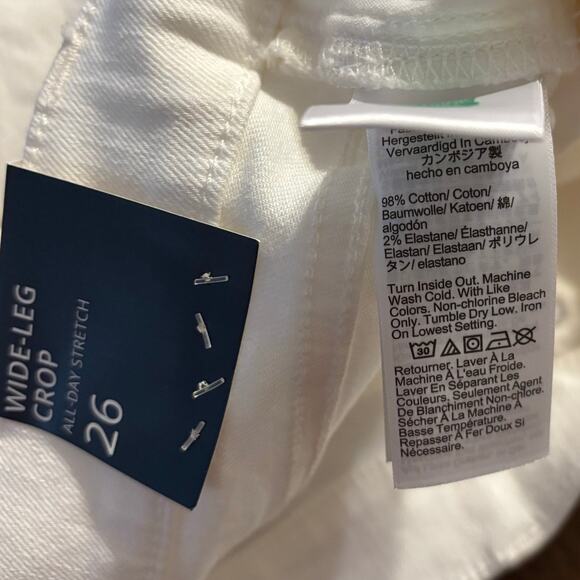 WIDE-LEG
CROP
ALL-DAY STRETCH
26
Hergestellt
Vervaardigd In Camboja
カンボジア製
hecho en camboya
98% Cotton/ Coton/
Baumwolle/ Katoen/ 綿/
algodón
2% Elastane/ Élasthanne/
Elastan/ Elastaan/ ポリウレ
タン/ elastano
Turn Inside Out. Machine
Wash Cold. With Like
Colors. Non-chlorine Bleach
Only. Tumble Dry Low. Iron
On Lowest Setting.
30
Retourner. Laver À La
Machine À L'eau Froide.
Laver En Séparant Les
Couleurs. Seulement Agent
De Blanchiment Non-chlore.
Sécher À La Machine À
Basse Température.
Repasser À Fer Doux Si
Nécessaire.